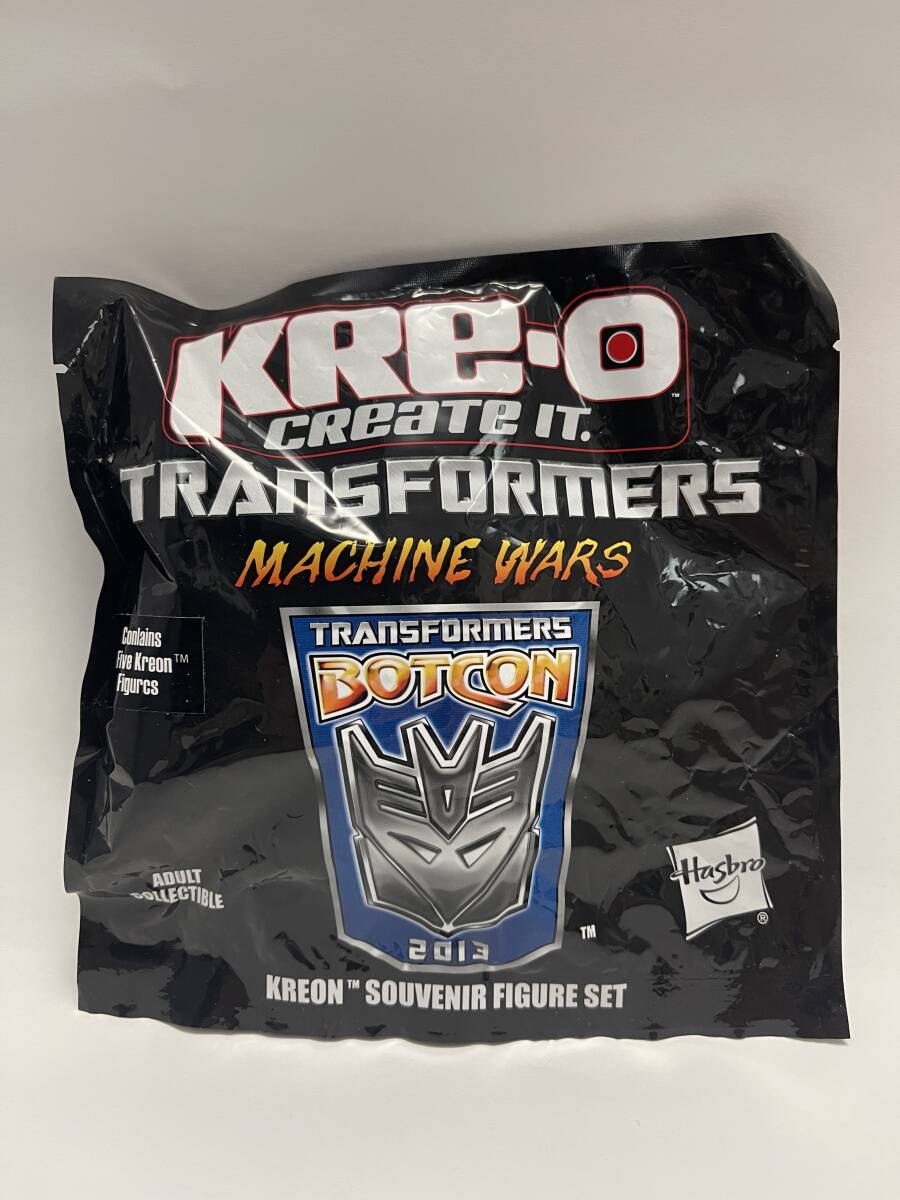 KRE-O
™
CREATE IT.
TRANSFORMERS
MACHINE WARS
Contains
Five Kreon™
Figures
TRANSFORMERS
BOTCON
2013
™
ADULT
COLLECTIBLE
Hasbro
®
KREON™ SOUVENIR FIGURE SET